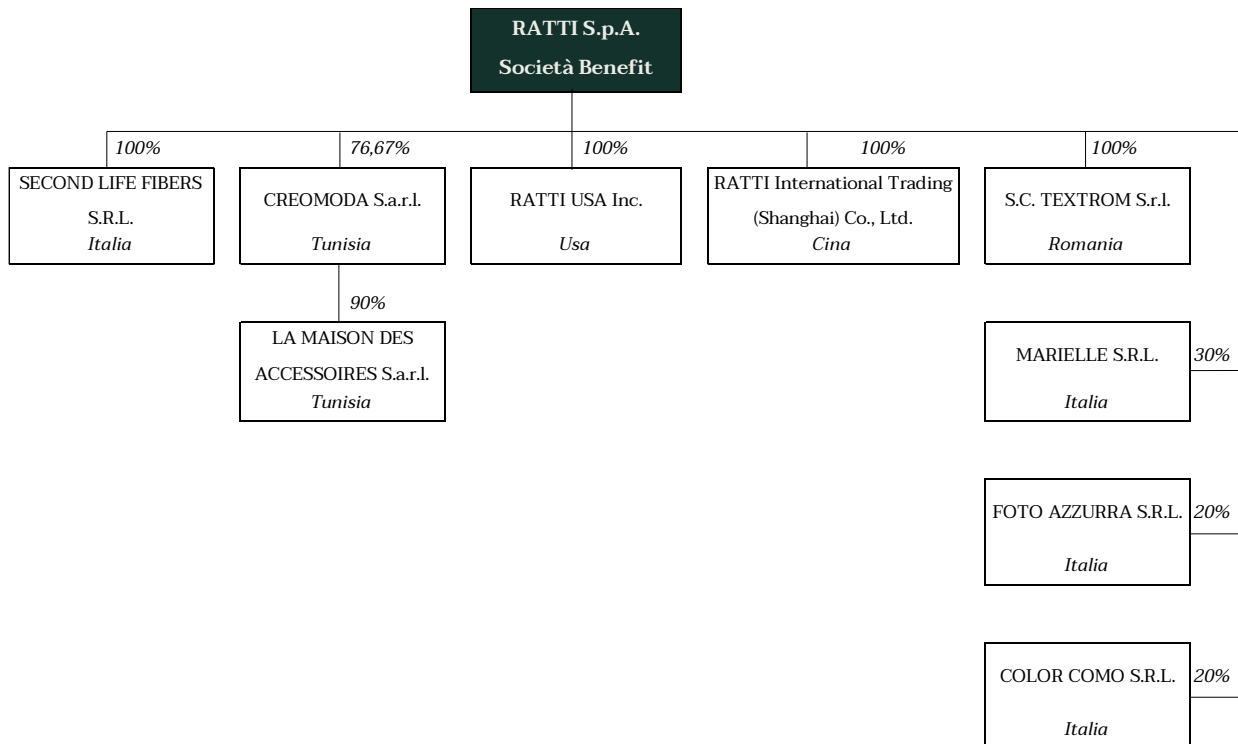 RATTI S.p.A.
Società Benefit
100%
76,67%
100%
100%
100%
SECOND LIFE FIBERS
S.R.L.
Italia
CREOMODA S.a.r.l.
Tunisia
RATTI USA Inc.
Usa
RATTI International Trading
(Shanghai) Co., Ltd.
Cina
S.C. TEXTROM S.r.l.
Romania
90%
LA MAISON DES
ACCESSOIRES S.a.r.l.
Tunisia
MARIELLE S.R.L.
Italia
30%
FOTO AZZURRA S.R.L.
Italia
20%
COLOR COMO S.R.L.
Italia
20%